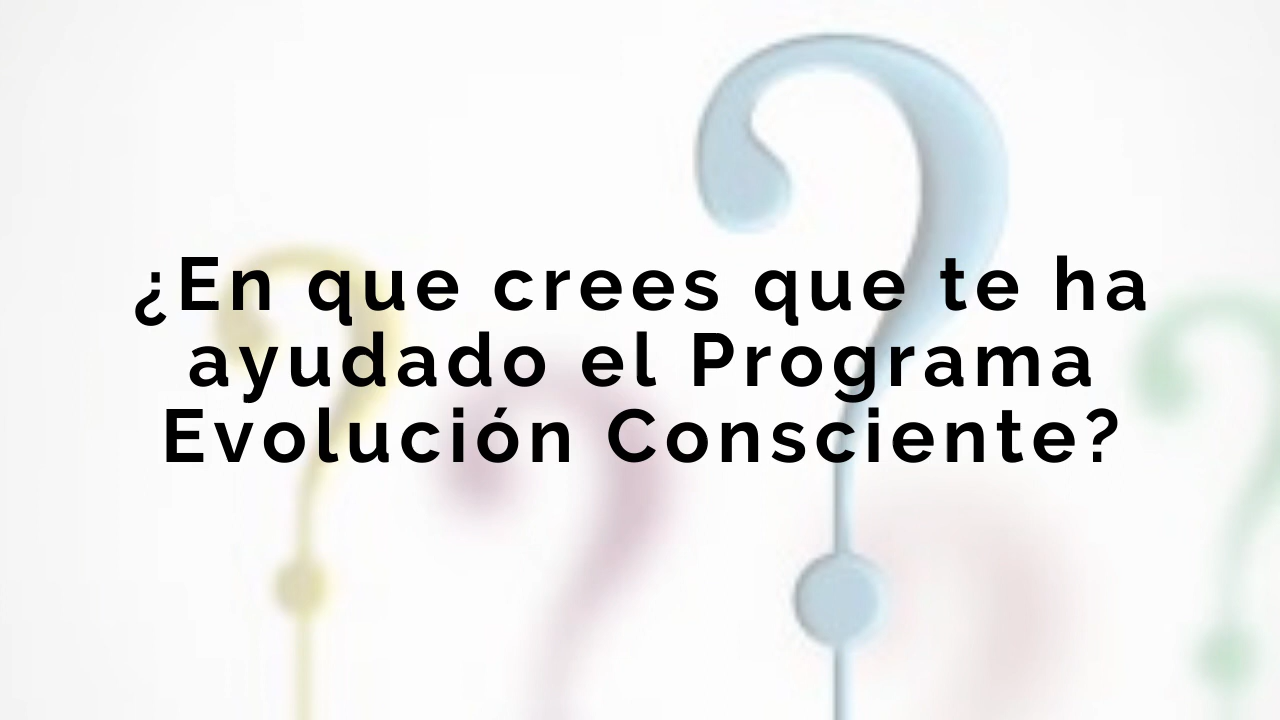 ¿En que crees que te ha
ayudado el Programa
Evolución Consciente?